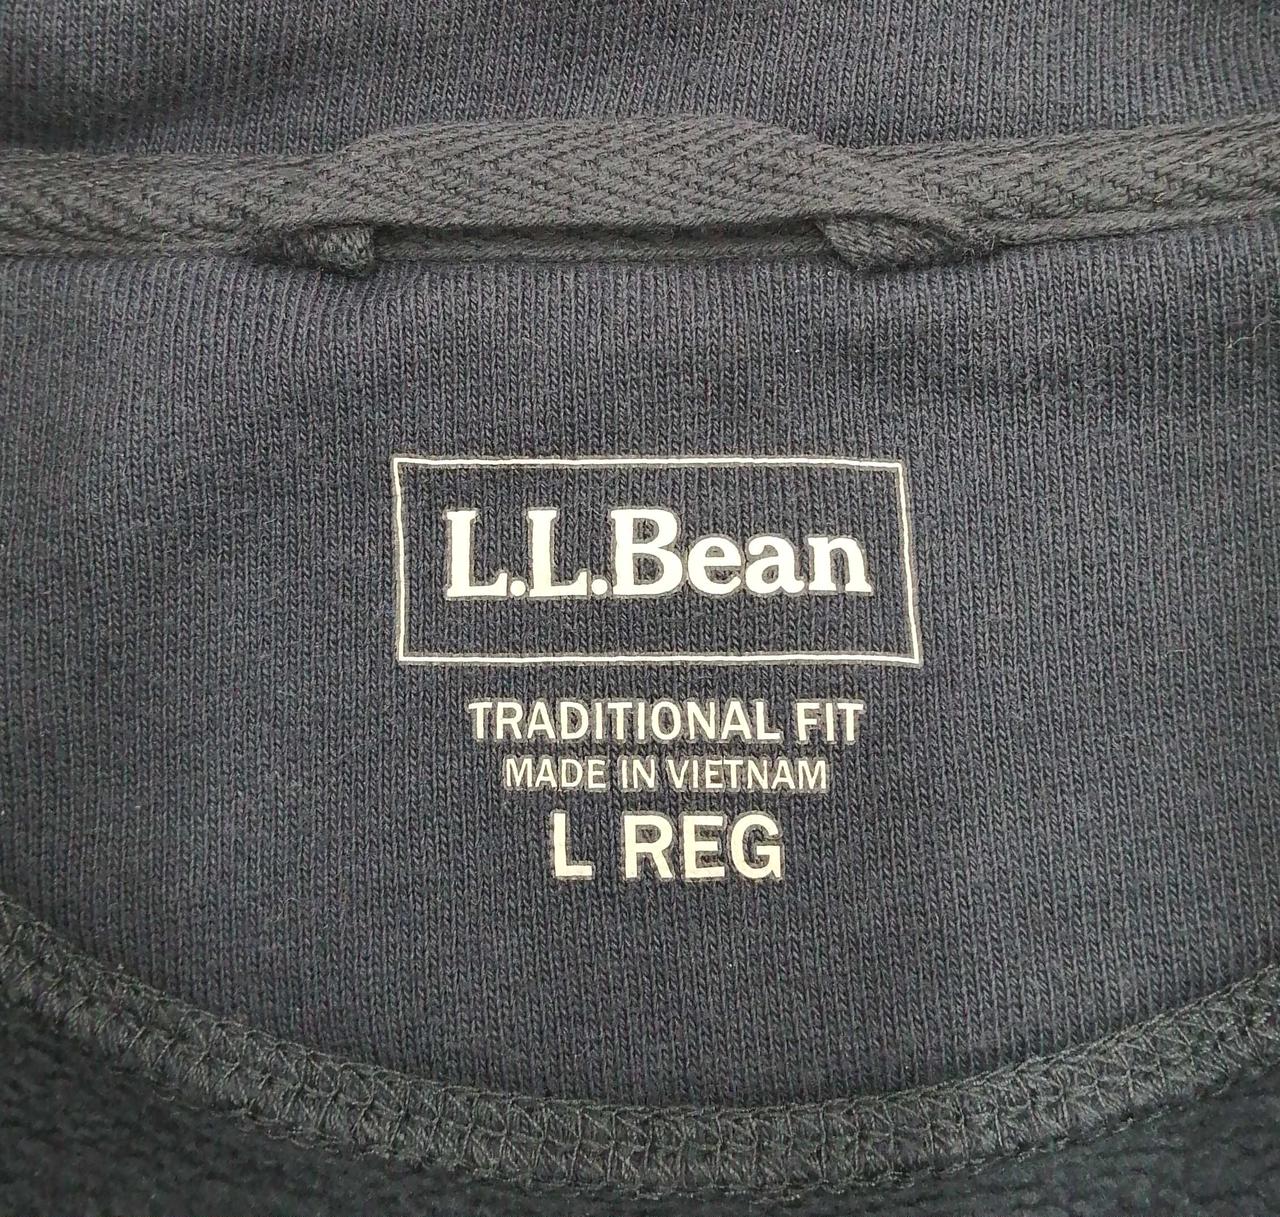 L.L.Bean
TRADITIONAL FIT
MADE IN VIETNAM
L REG